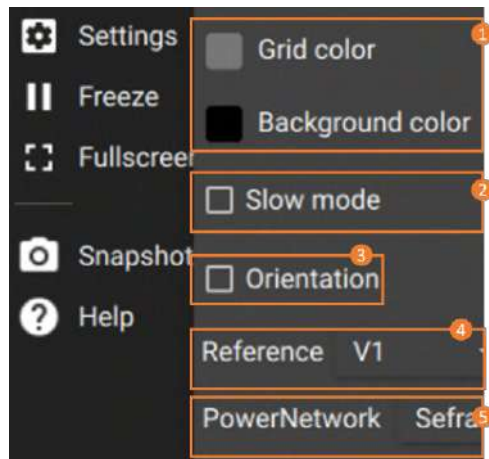 Settings
Freeze
Fullscreen
Snapshot
Help
1
Grid color
Background color
2
Slow mode
3
Orientation
4
Reference V1
5
PowerNetwork Sefra